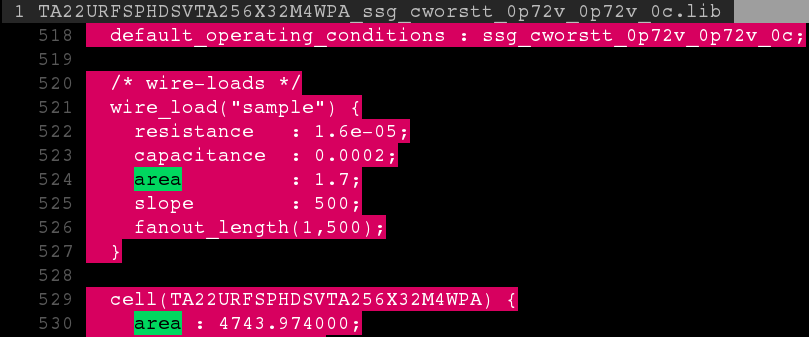 1 TA22URFSPHDSVTA256X32M4WPA_ssg_cworstt_0p72v_0p72v_0c.lib
518 default_operating_conditions : ssg_cworstt_0p72v_0p72v_0c;
519
520 /* wire-loads */
521 wire_load("sample") {
522 resistance : 1.6e-05;
523 capacitance : 0.0002;
524 area : 1.7;
525 slope : 500;
526 fanout_length(1,500);
527 }
528
529 cell(TA22URFSPHDSVTA256X32M4WPA) {
530 area : 4743.974000;